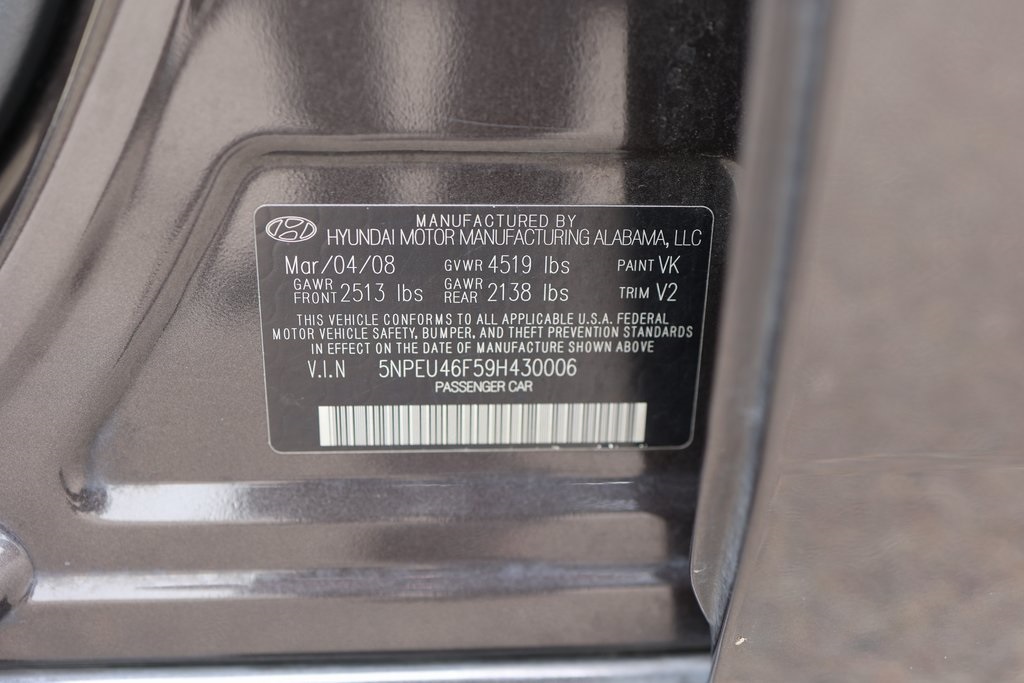 MANUFACTURED BY
HYUNDAI MOTOR MANUFACTURING ALABAMA, LLC
Mar/04/08 GVWR 4519 lbs PAINT VK
GAWR FRONT 2513 lbs GAWR REAR 2138 lbs TRIM V2
THIS VEHICLE CONFORMS TO ALL APPLICABLE U.S.A. FEDERAL
MOTOR VEHICLE SAFETY, BUMPER, AND THEFT PREVENTION STANDARDS
IN EFFECT ON THE DATE OF MANUFACTURE SHOWN ABOVE
V.I.N 5NPEU46F59H430006
PASSENGER CAR